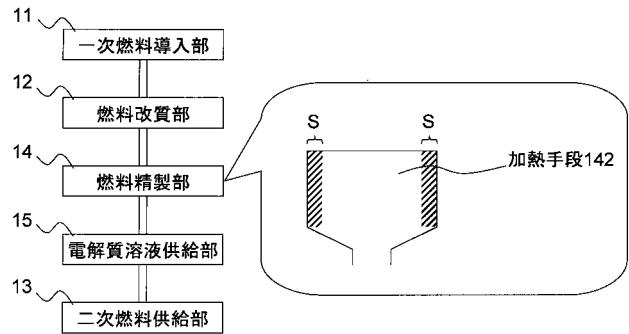 11
一次燃料導入部
12
燃料改質部
14
燃料精製部
15
電解質溶液供給部
13
二次燃料供給部
S S
加熱手段142